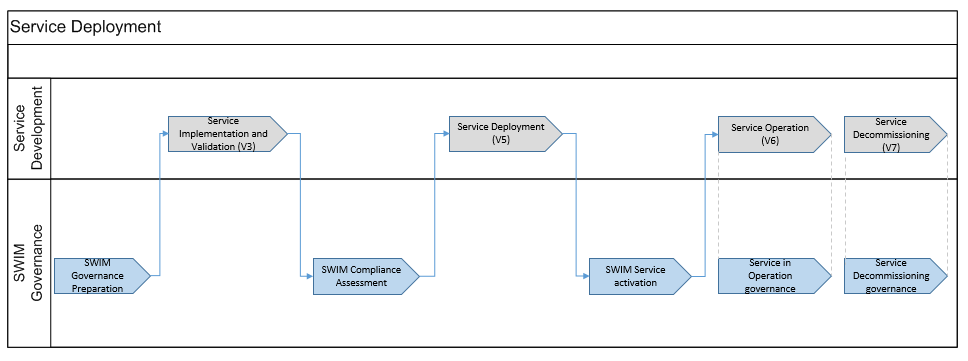 Service Deployment
Service
Development
Service
Implementation and
Validation (V3)
Service Deployment
(V5)
Service Operation
(V6)
Service
Decommissioning
(V7)
SWIM
Governance
SWIM
Governance
Preparation
SWIM Compliance
Assessment
SWIM Service
activation
Service in
Operation
governance
Service
Decommissioning
governance